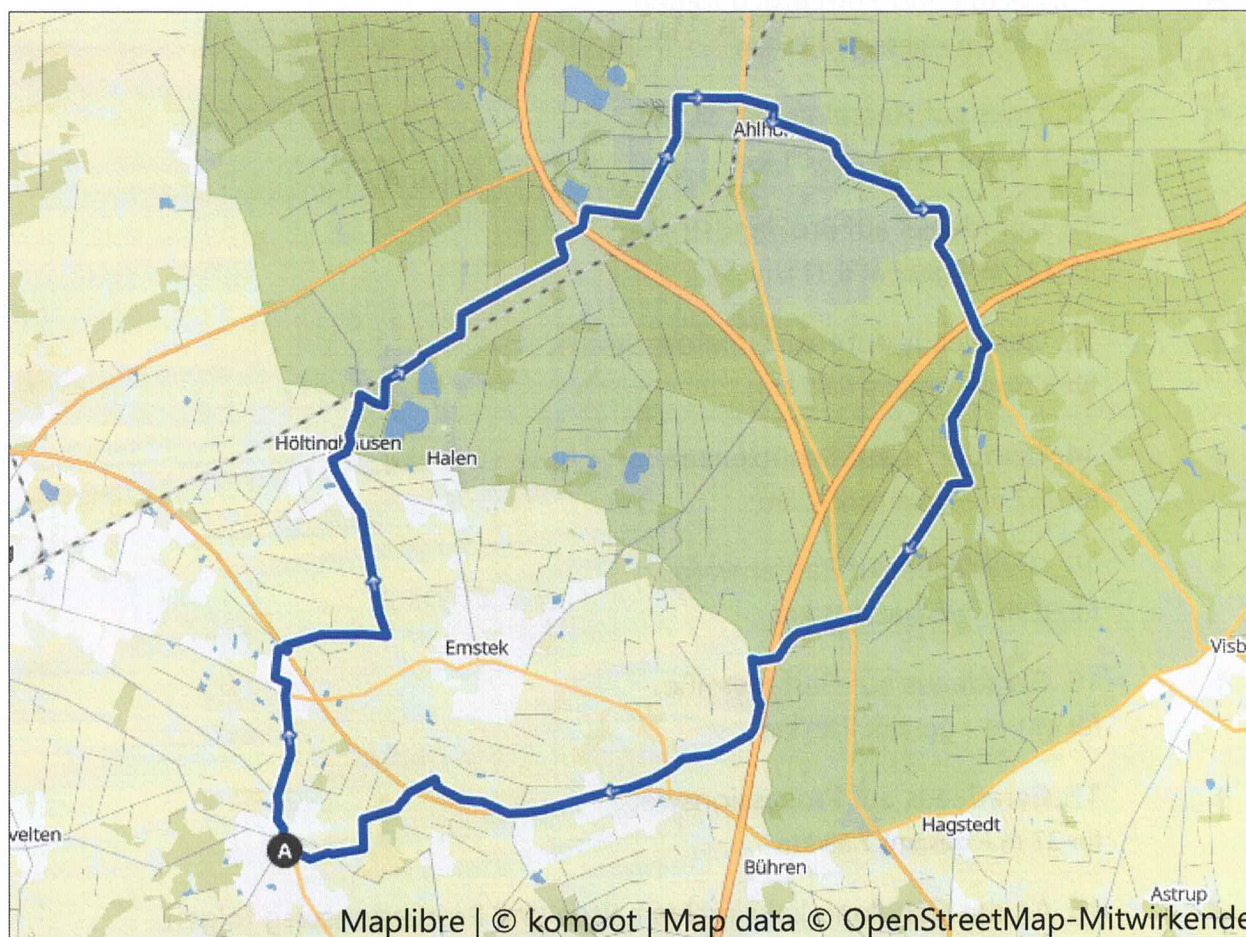 Höltinghausen
Halen
Emstek
Hagstedt
Bühren
Astrup
A
Maplibre | © komoot | Map data © OpenStreetMap-Mitwirkende